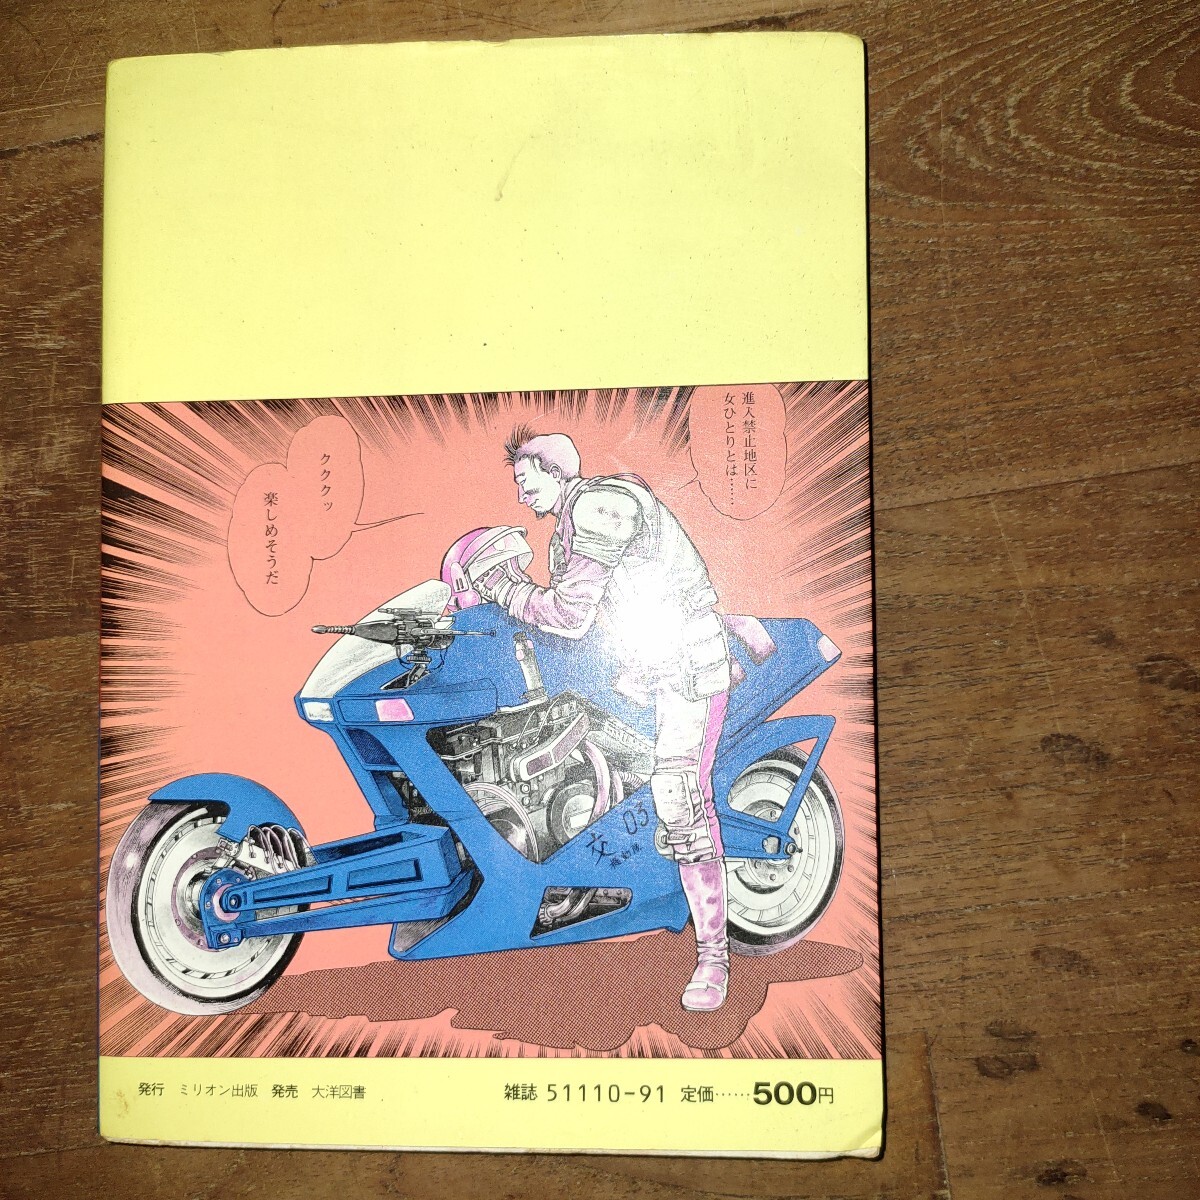 進入禁止地区に
女ひとりとは……
クククッ
楽しめそうだ
03
交
発行 ミリオン出版 発売 大洋図書
雑誌 51110-91 定価……500円